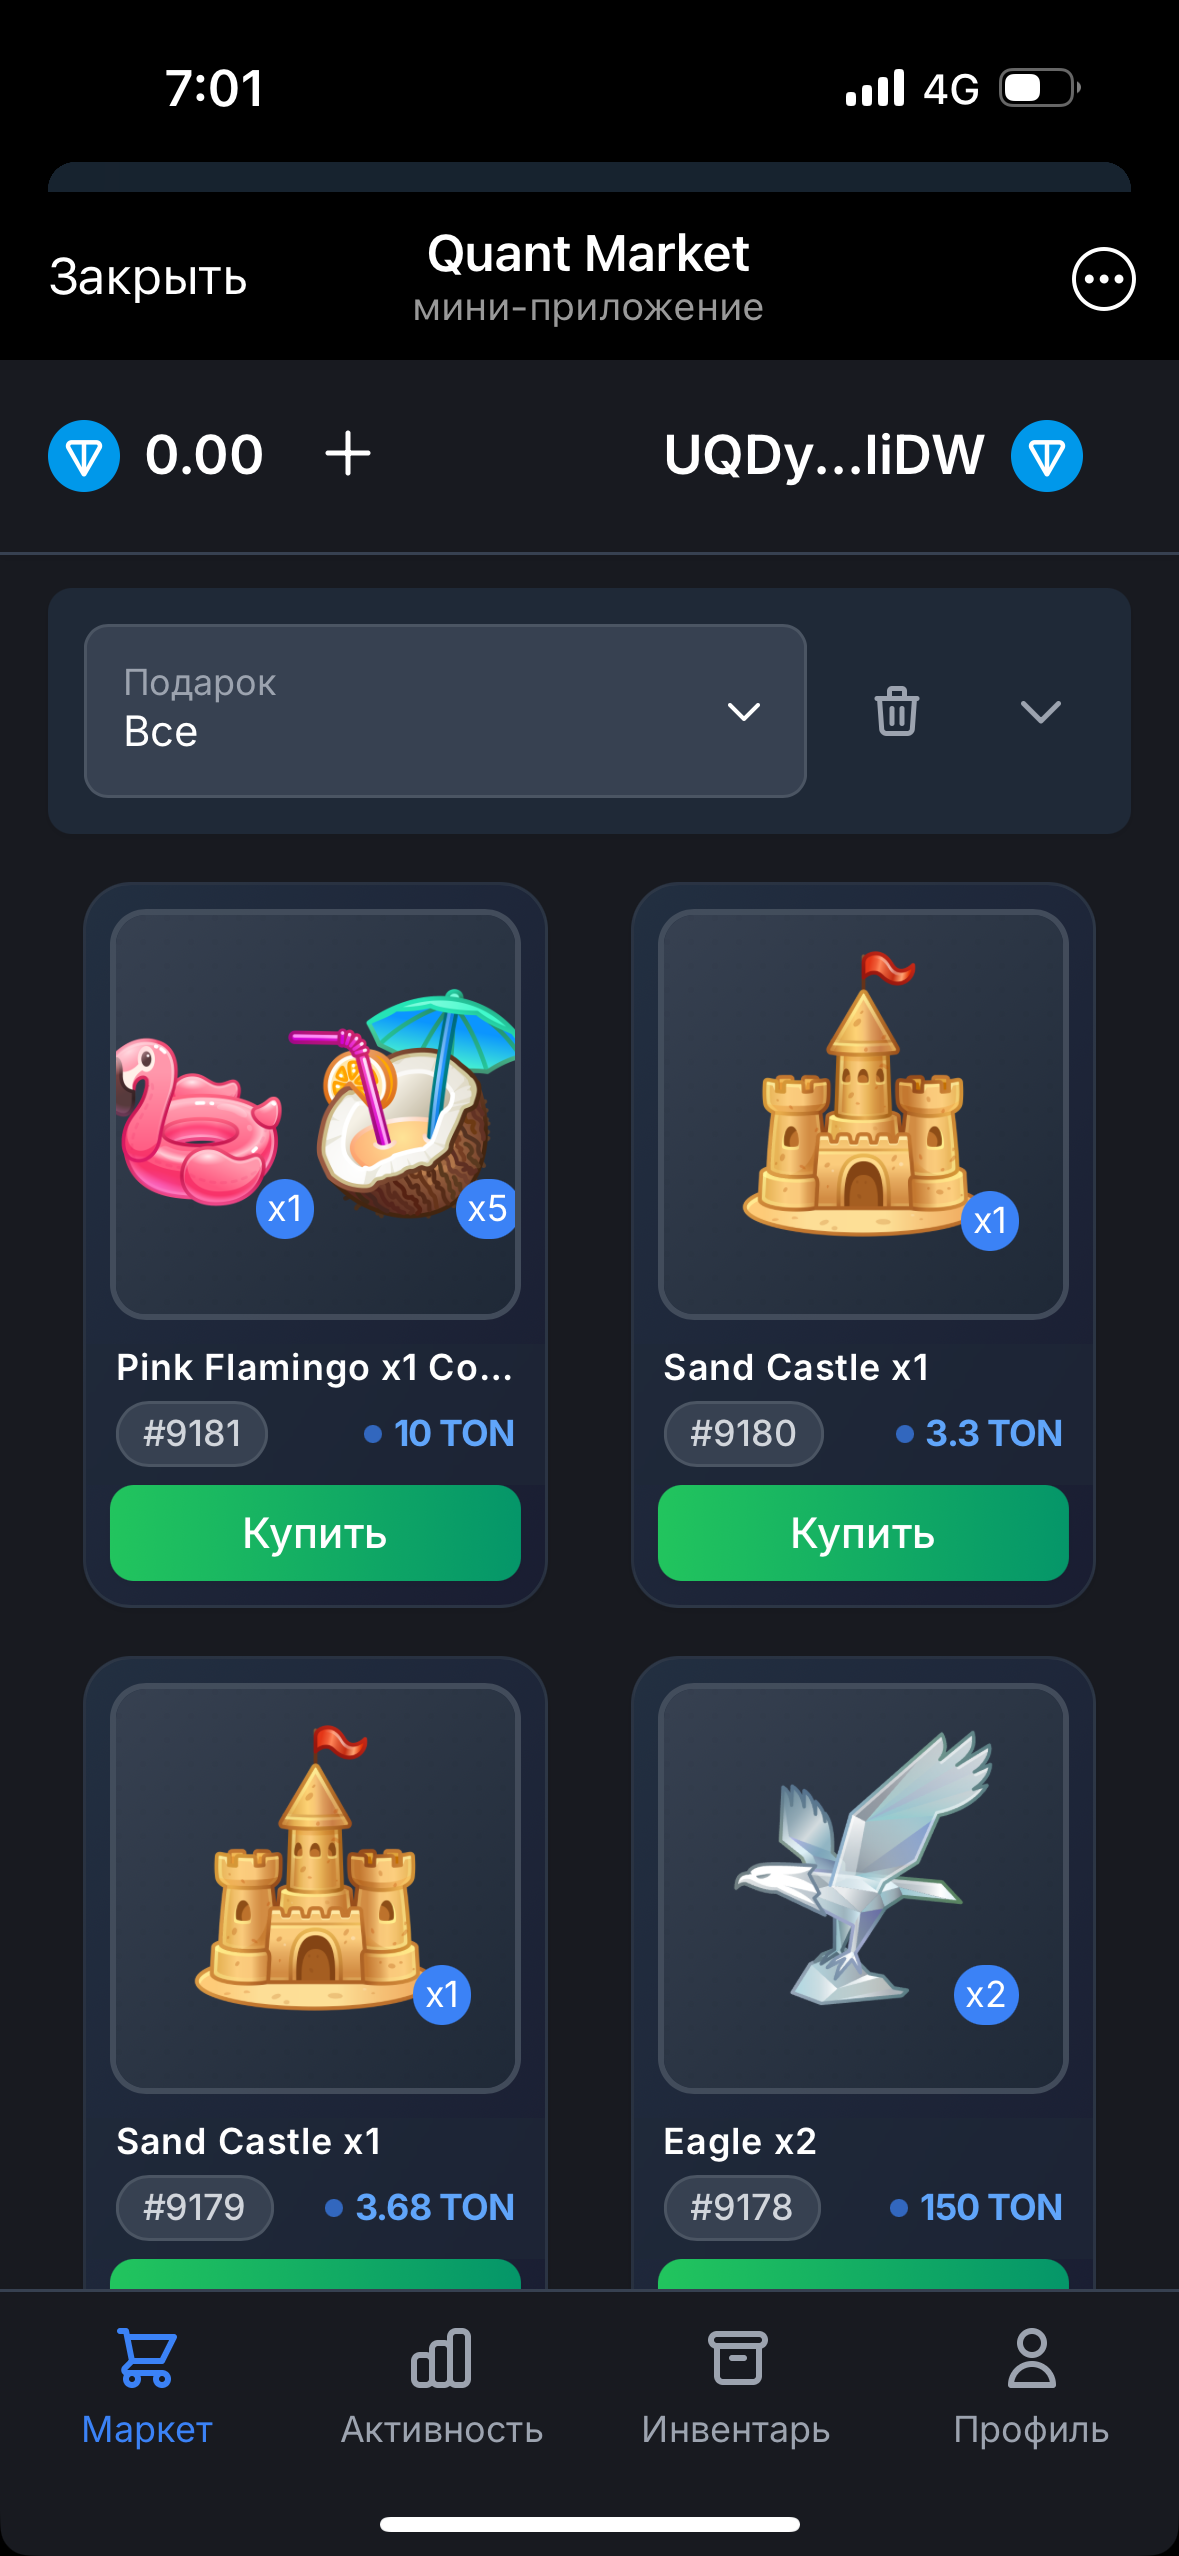 7:01
4G
Закрыть
Quant Market
мини-приложение
0.00
UQDy...IiDW
Подарок
Все
x1
x5
x1
Pink Flamingo x1 Co...
Sand Castle x1
#9181
10 TON
#9180
3.3 TON
Купить
Купить
x1
x2
Sand Castle x1
Eagle x2
#9179
3.68 TON
#9178
150 TON
Маркет
Активность
Инвентарь
Профиль